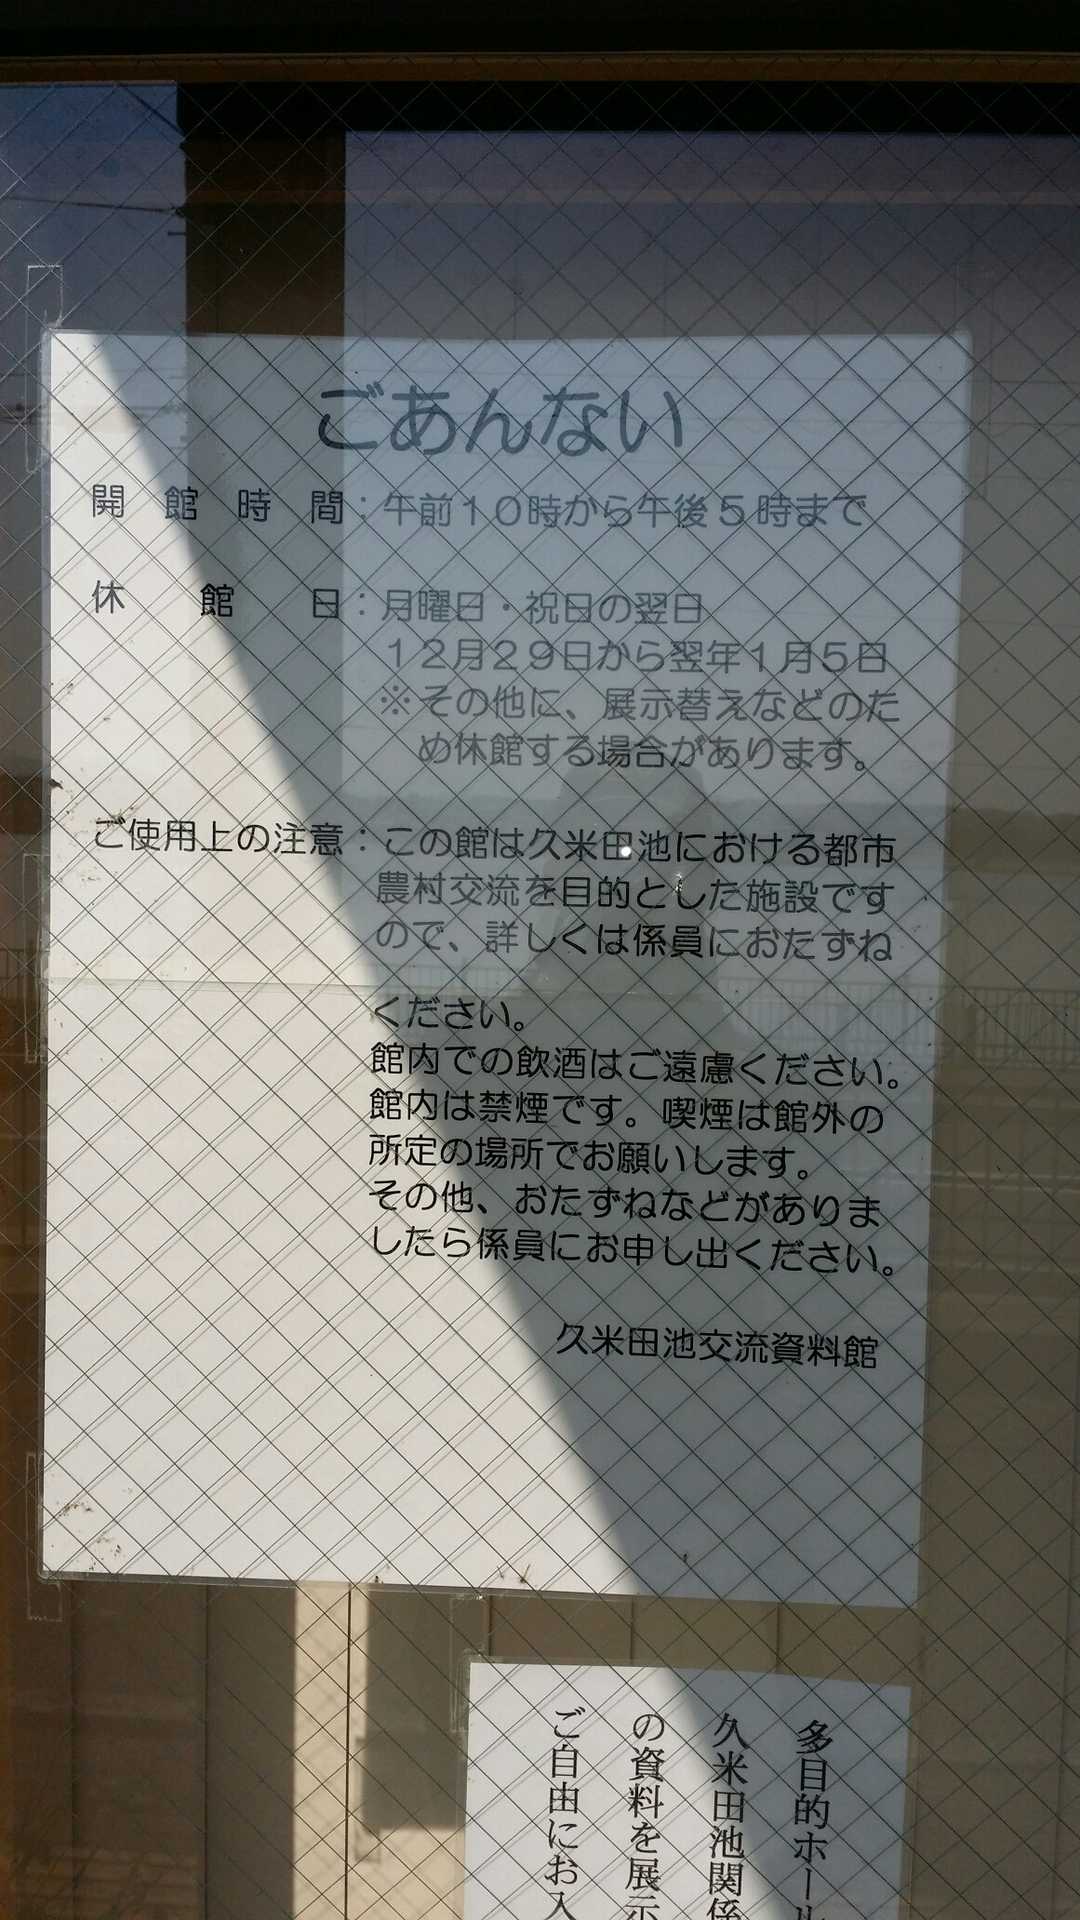 ごあんない
開館時間：午前１０時から午後５時まで
休館日：月曜日・祝日の翌日
１２月２９日から翌年１月５日
※その他に、展示替えなどのた
め休館する場合があります。
ご使用上の注意：この館は久米田池における都市
農村交流を目的とした施設です
ので、詳しくは係員におたずね
ください。
館内での飲酒はご遠慮ください。
館内は禁煙です。喫煙は館外の
所定の場所でお願いします。
その他、おたずねなどがありま
したら係員にお申し出ください。
久米田池交流資料館
多目的ホール
久米田池関係
の資料を展示
ご自由にお入